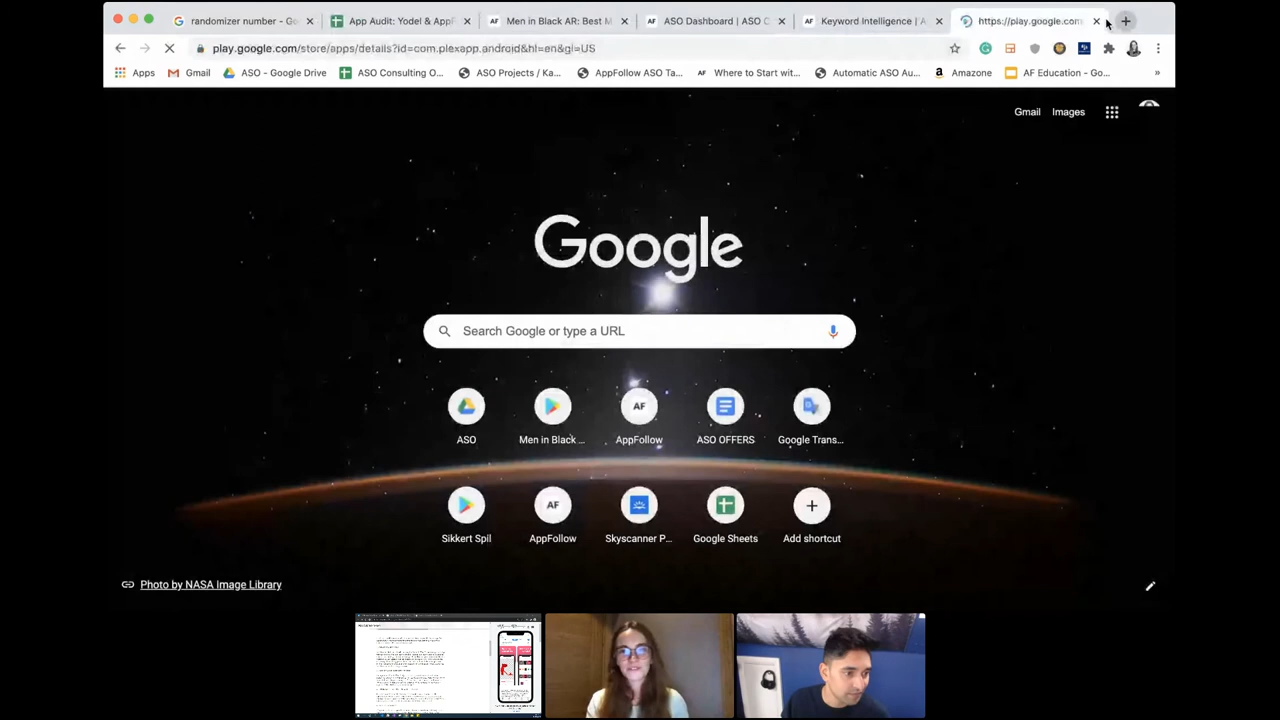 randomizer number - Go
App Audit: Yodel & AppF
Men in Black AR: Best M
ASO Dashboard | ASO C
Keyword Intelligence | A
https://play.google.com
play.google.com/store/apps/details?id=com.plexapp.android&hl=en&gl=US
Apps
Gmail
ASO - Google Drive
ASO Consulting O...
ASO Projects / Ka...
AppFollow ASO Ta...
Where to Start wit...
Automatic ASO Au...
Amazone
AF Education - Go...
»
Gmail Images
Google
Search Google or type a URL
ASO
Men in Black ...
AppFollow
ASO OFFERS
Google Trans...
Sikkert Spil
AppFollow
Skyscanner P...
Google Sheets
Add shortcut
Photo by NASA Image Library